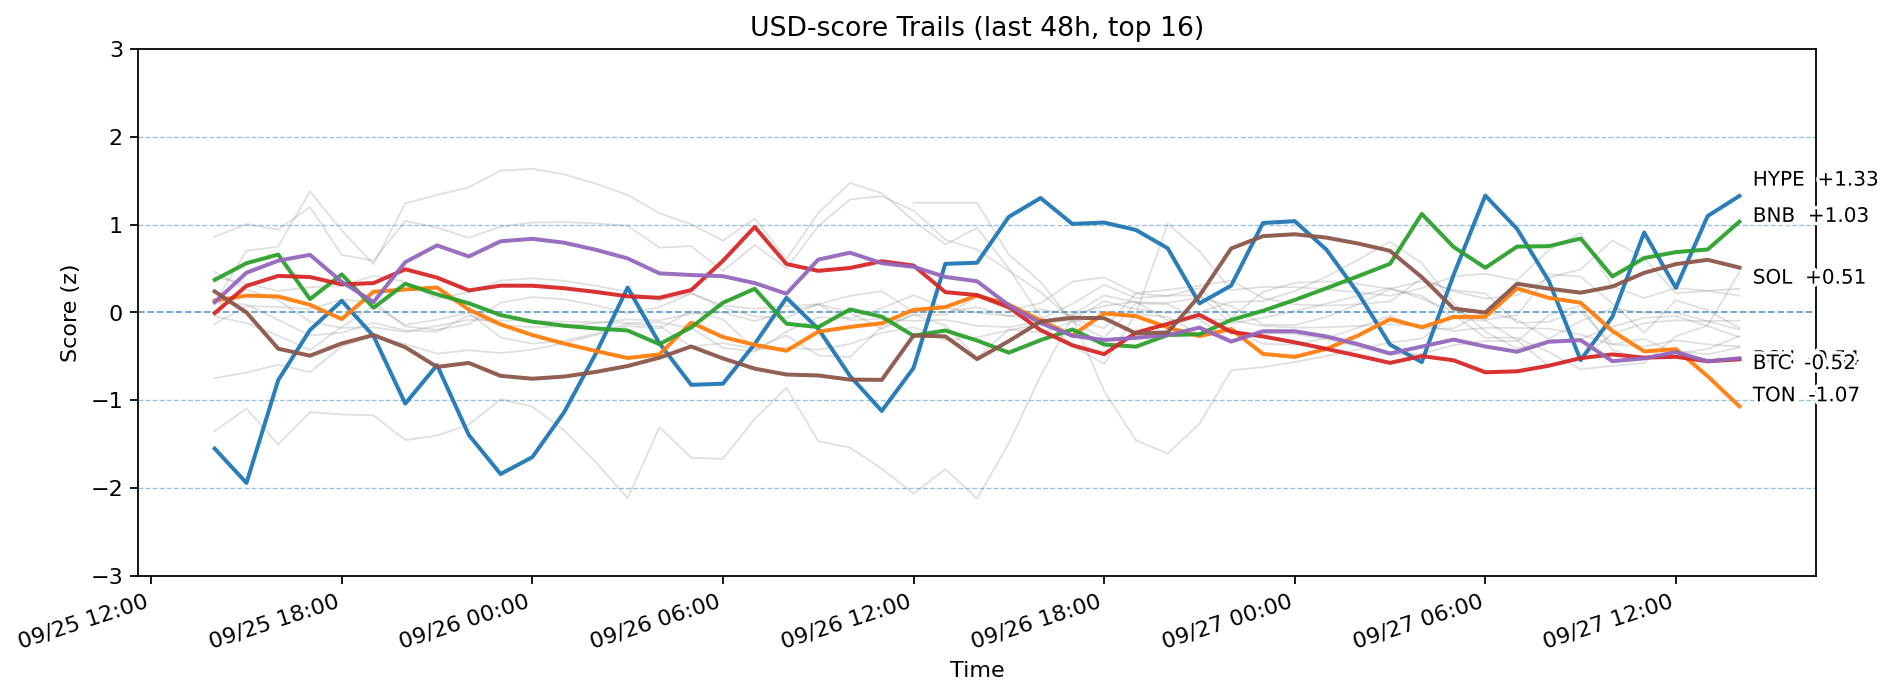 USD-score Trails (last 48h, top 16)
Score (z)
3
2
1
0
−1
−2
−3
HYPE +1.33
BNB +1.03
SOL +0.51
BTC -0.52
TON -1.07
09/25 12:00
09/25 18:00
09/26 00:00
09/26 06:00
09/26 12:00
09/26 18:00
09/27 00:00
09/27 06:00
09/27 12:00
Time